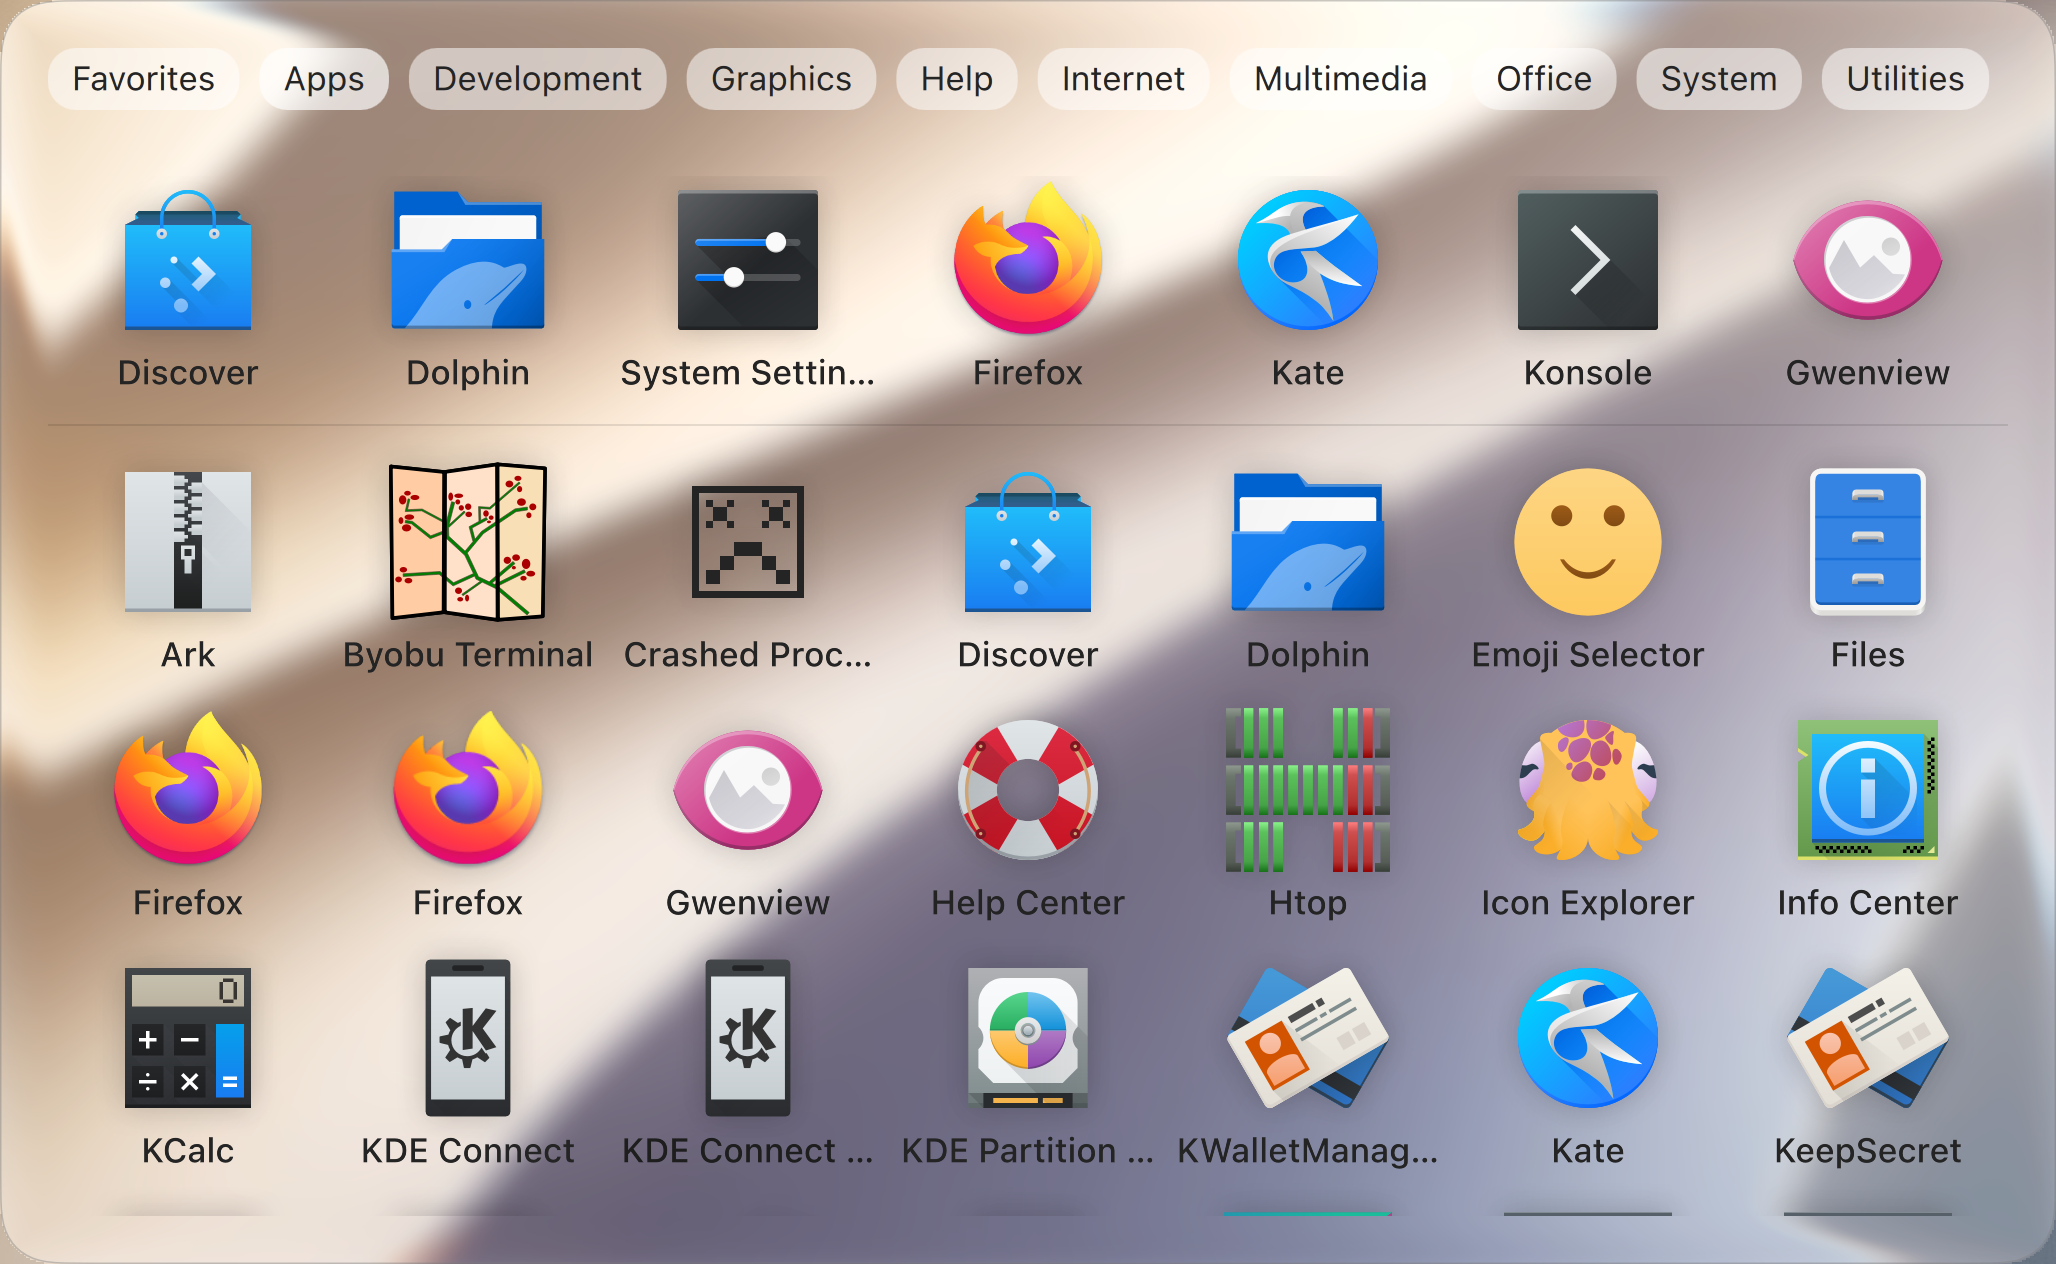 Favorites Apps Development Graphics Help Internet Multimedia Office System Utilities
Discover Dolphin System Settin... Firefox Kate Konsole Gwenview
0
Ark Byobu Terminal Crashed Proc... Discover Dolphin Emoji Selector Files
Firefox Firefox Gwenview Help Center Htop Icon Explorer Info Center
KCalc KDE Connect KDE Connect ... KDE Partition ... KWalletManag... Kate KeepSecret